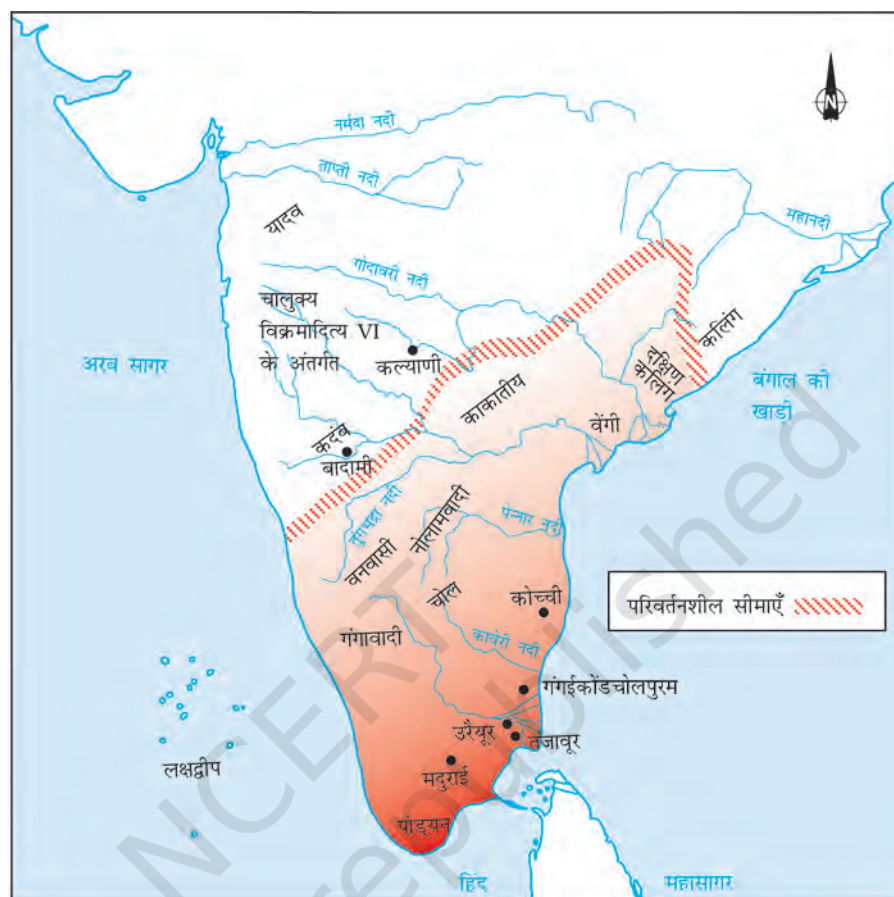 N
नर्मदा नदी
ताप्ती नदी
महानदी
यादव
गोदावरी नदी
चालुक्य
विक्रमादित्य VI
के अंतर्गत
कल्याणी
कलिंग
दक्षिण
कलिंग
अरब सागर
काकातीय
बंगाल की
खाड़ी
वेंगी
कदंब
बादामी
तुंगभद्रा नदी
नोलामवादी
पेन्नार नदी
वनवासी
चोल
कोच्ची
परिवर्तनशील सीमाएँ
गंगावादी
कावेरी नदी
गंगईकोंडचोलपुरम
उरैयूर
तंजावूर
लक्षद्वीप
मदुराई
पांड्यन
हिंद महासागर
NCERT
republished